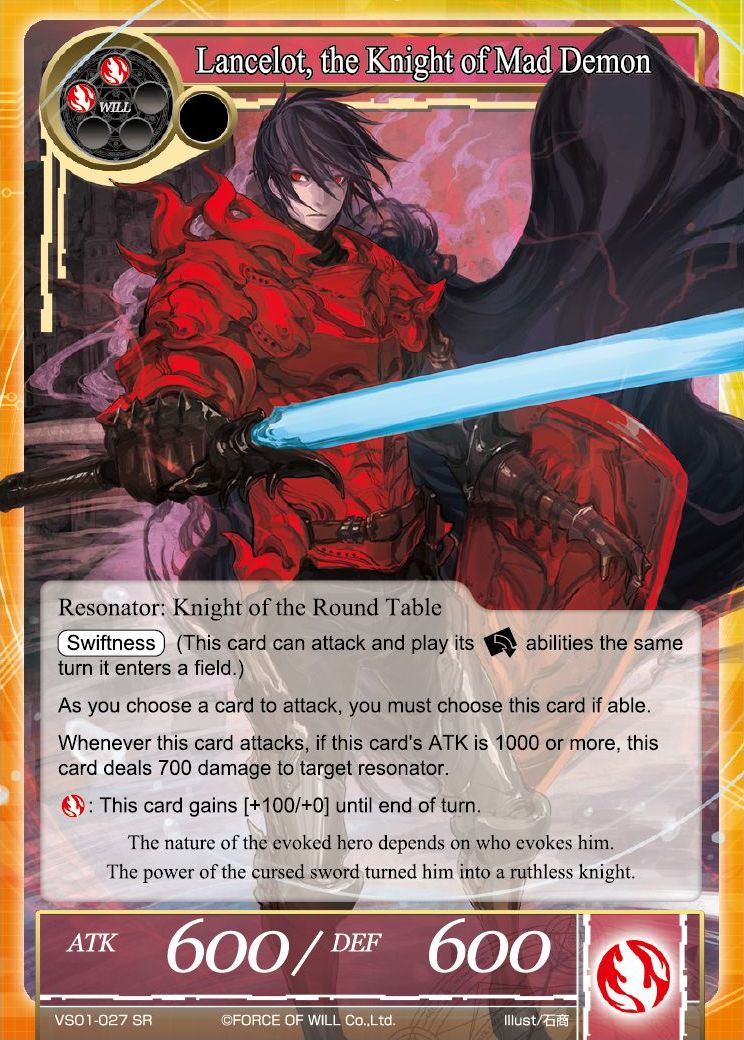 Lancelot, the Knight of Mad Demon
WILL
Resonator: Knight of the Round Table
Swiftness (This card can attack and play its abilities the same
turn it enters a field.)
As you choose a card to attack, you must choose this card if able.
Whenever this card attacks, if this card's ATK is 1000 or more, this
card deals 700 damage to target resonator.
: This card gains [+100/+0] until end of turn.
The nature of the evoked hero depends on who evokes him.
The power of the cursed sword turned him into a ruthless knight.
ATK 600 / DEF 600
VS01-027 SR ©FORCE OF WILL Co.,Ltd. Illust/石商